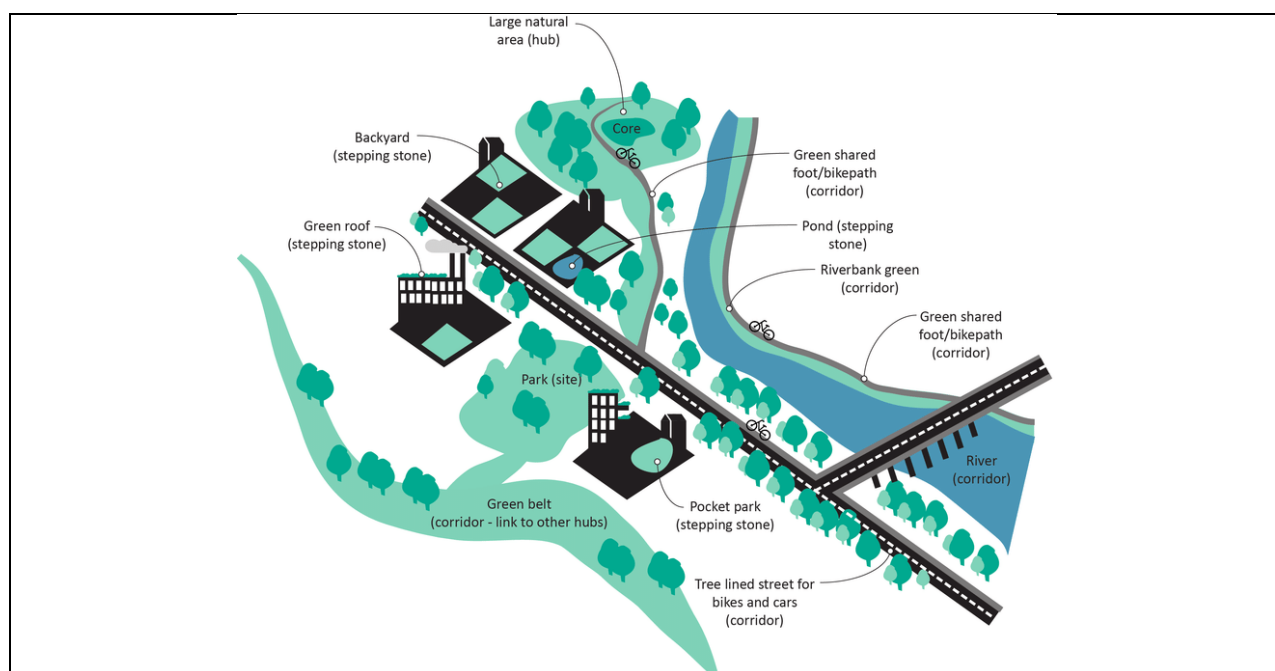 Large natural
area (hub)
Core
Backyard
(stepping stone)
Green shared
foot/bikepath
(corridor)
Green roof
(stepping stone)
Pond (stepping
stone)
Riverbank green
(corridor)
Green shared
foot/bikepath
(corridor)
Park (site)
River
(corridor)
Green belt
(corridor - link to other hubs)
Pocket park
(stepping stone)
Tree lined street for
bikes and cars
(corridor)